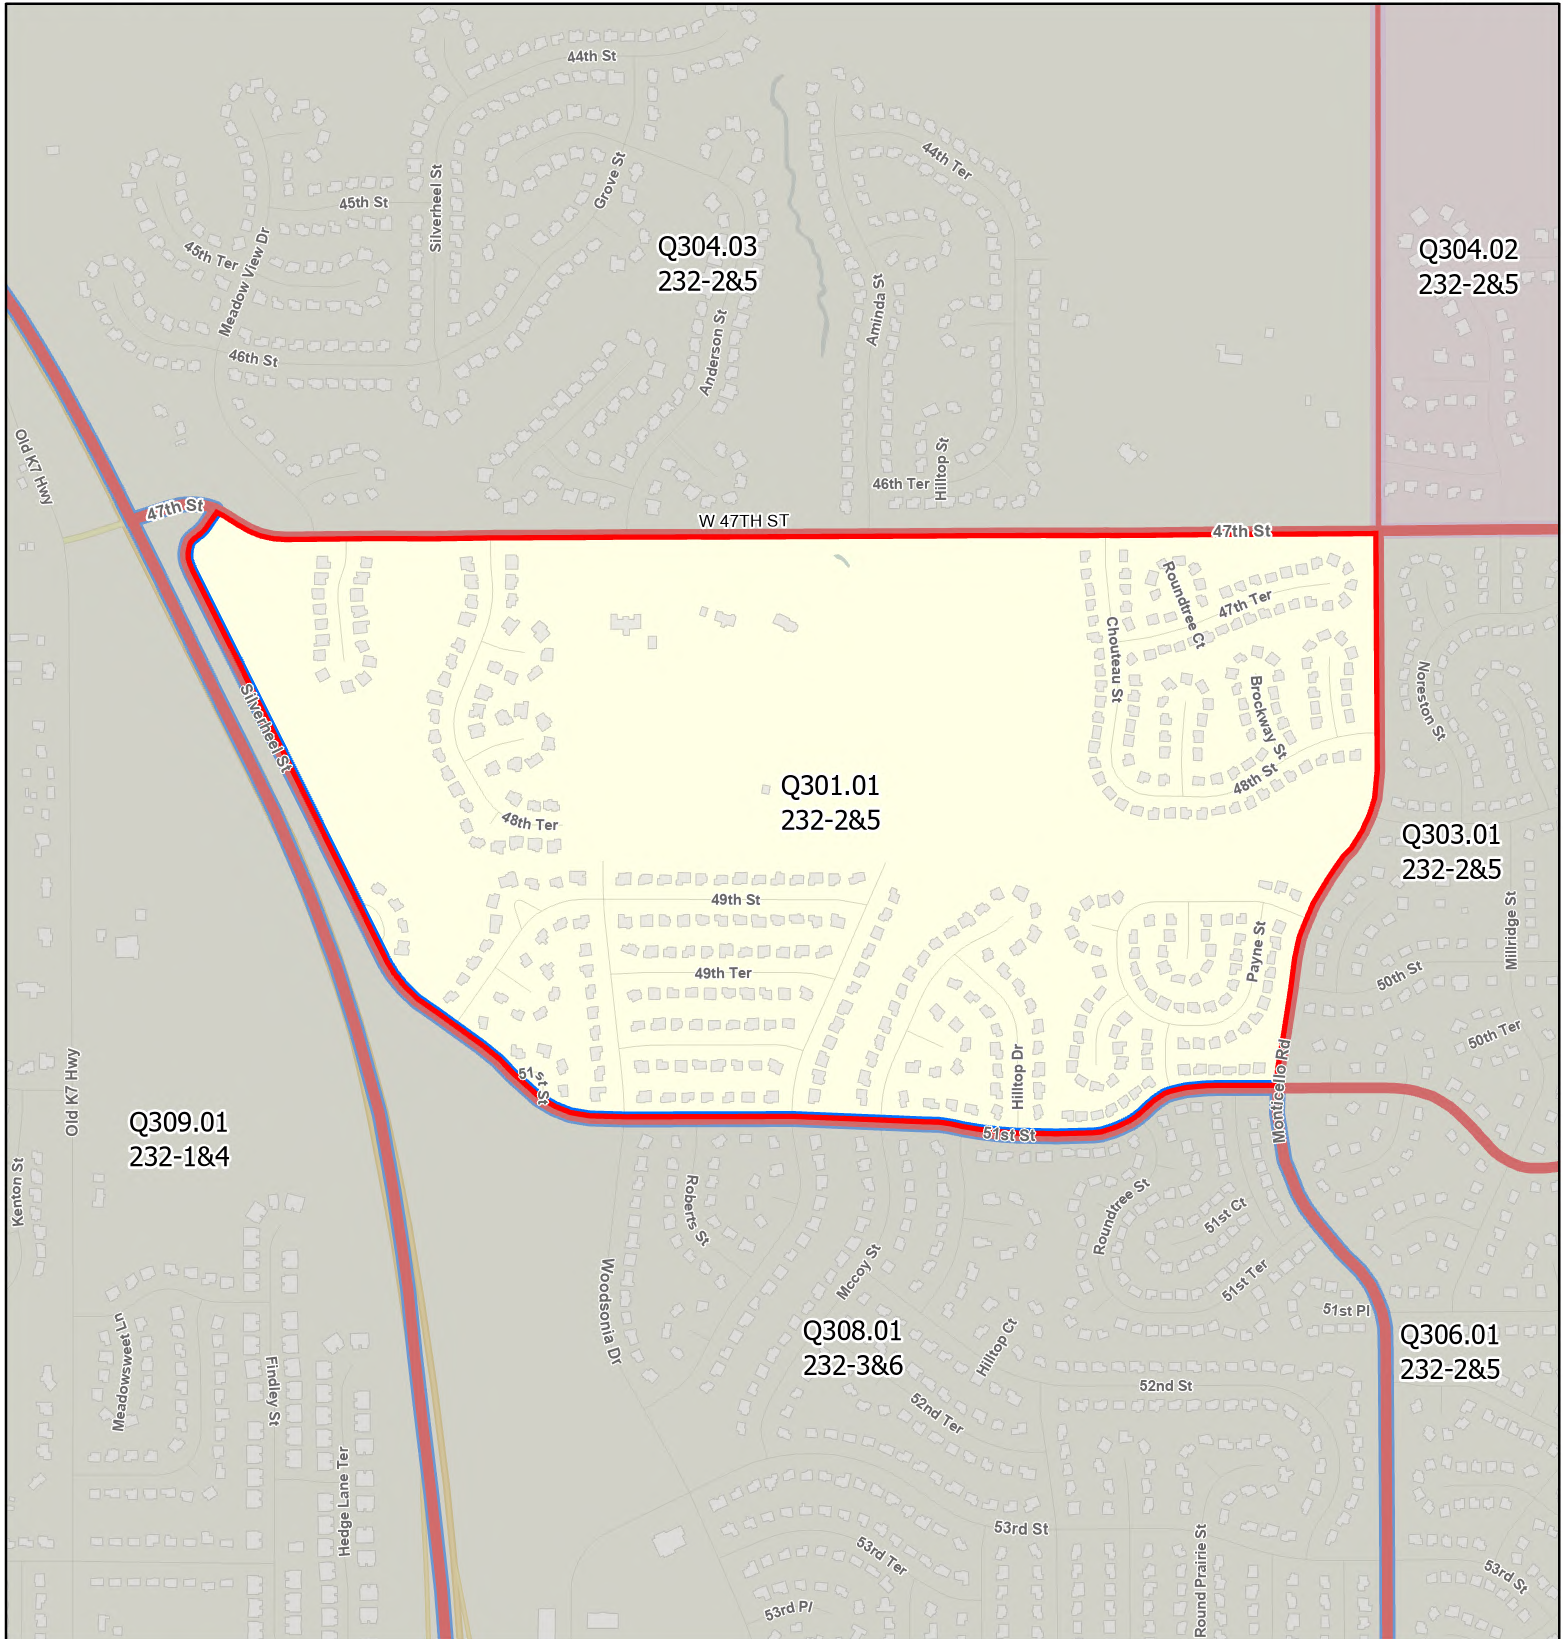 44th St
44th Ter
Silverheel St
Grove St
45th St
45th Ter
Meadow View Dr
Q304.03
232-2&5
Q304.02
232-2&5
Aminda St
Anderson St
46th St
Old K7 Hwy
46th Ter
Hilltop St
47th St
W 47TH ST
47th St
Roundtree Ct
47th Ter
Chouteau St
Noreston St
Brockway St
Silverheel St
48th St
Q301.01
232-2&5
48th Ter
Q303.01
232-2&5
49th St
Millridge St
Payne St
49th Ter
50th St
50th Ter
51st St
Hilltop Dr
Monticello Rd
Old K7 Hwy
51st St
Q309.01
232-1&4
Kenton St
Roberts St
Roundtree St
51st Ct
Mccoy St
51st Ter
Woodsonia Dr
51st Pl
Q308.01
232-3&6
Q306.01
232-2&5
Hilltop Ct
Meadowsweet Ln
Findley St
52nd St
52nd Ter
Hedge Lane Ter
53rd St
53rd Ter
Round Prairie St
53rd St
53rd Pl